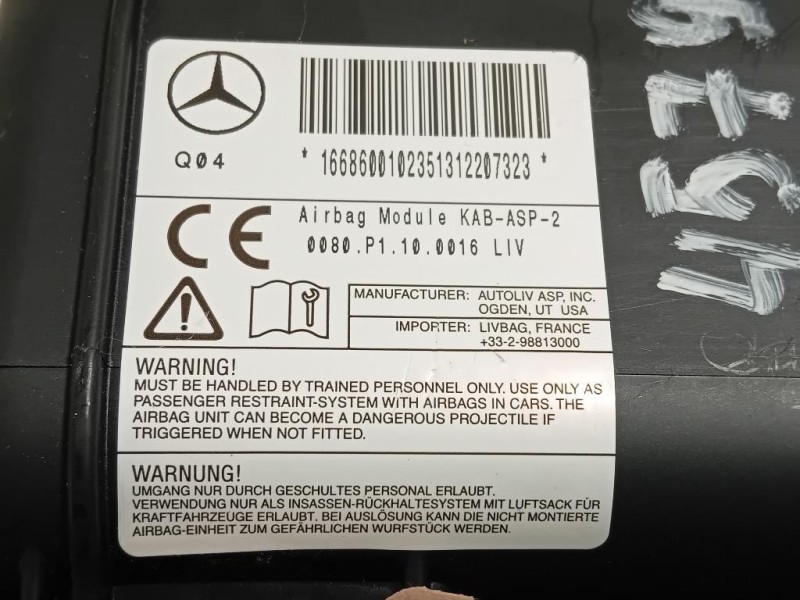 Q04
* 1668600102351312207323 *
CE
Airbag Module KAB-ASP-2
0080.P1.10.0016 LIV
MANUFACTURER: AUTOLIV ASP, INC.
OGDEN, UT USA
IMPORTER: LIVBAG, FRANCE
+33-2-98813000
WARNING!
MUST BE HANDLED BY TRAINED PERSONNEL ONLY. USE ONLY AS
PASSENGER RESTRAINT-SYSTEM WITH AIRBAGS IN CARS. THE
AIRBAG UNIT CAN BECOME A DANGEROUS PROJECTILE IF
TRIGGERED WHEN NOT FITTED.
WARNUNG!
UMGANG NUR DURCH GESCHULTES PERSONAL ERLAUBT.
VERWENDUNG NUR ALS INSASSEN-RÜCKHALTESYSTEM MIT LUFTSACK FÜR
KRAFTFAHRZEUGE ERLAUBT. BEI AUSLÖSUNG KANN DIE NICHT MONTIERTE
AIRBAG-EINHEIT ZUM GEFÄHRLICHEN WURFSTÜCK WERDEN.